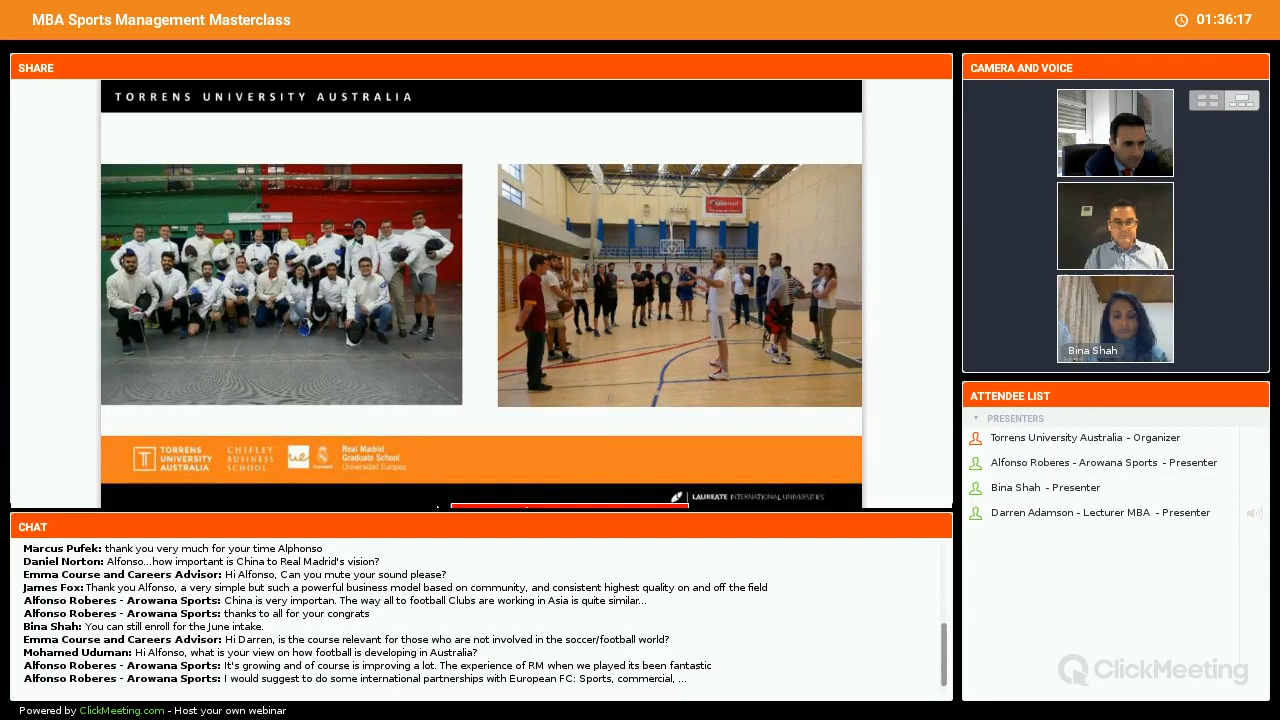 MBA Sports Management Masterclass
01:36:17
SHARE
TORRENS UNIVERSITY AUSTRALIA
TORRENS
UNIVERSITY
AUSTRALIA
CHIFLEY
BUSINESS
SCHOOL
ue
Real Madrid
Graduate School
Universidad Europea
LAUREATE INTERNATIONAL UNIVERSITIES
CAMERA AND VOICE
Bina Shah
ATTENDEE LIST
PRESENTERS
Torrens University Australia - Organizer
Alfonso Roberes - Arowana Sports - Presenter
Bina Shah - Presenter
Darren Adamson - Lecturer MBA - Presenter
ClickMeeting
CHAT
Marcus Pufek: thank you very much for your time Alphonso
Daniel Norton: Alfonso...how important is China to Real Madrid's vision?
Emma Course and Careers Advisor: Hi Alfonso, Can you mute your sound please?
James Fox: Thank you Alfonso, a very simple but such a powerful business model based on community, and consistent highest quality on and off the field
Alfonso Roberes - Arowana Sports: China is very importan. The way all to football Clubs are working in Asia is quite similar...
Alfonso Roberes - Arowana Sports: thanks to all for your congrats
Bina Shah: You can still enroll for the June intake.
Emma Course and Careers Advisor: Hi Darren, is the course relevant for those who are not involved in the soccer/football world?
Mohamed Uduman: Hi Alfonso, what is your view on how football is developing in Australia?
Alfonso Roberes - Arowana Sports: It's growing and of course is improving a lot. The experience of RM when we played its been fantastic
Alfonso Roberes - Arowana Sports: I would suggest to do some international partnerships with European FC: Sports, commercial, ...
Powered by ClickMeeting.com - Host your own webinar